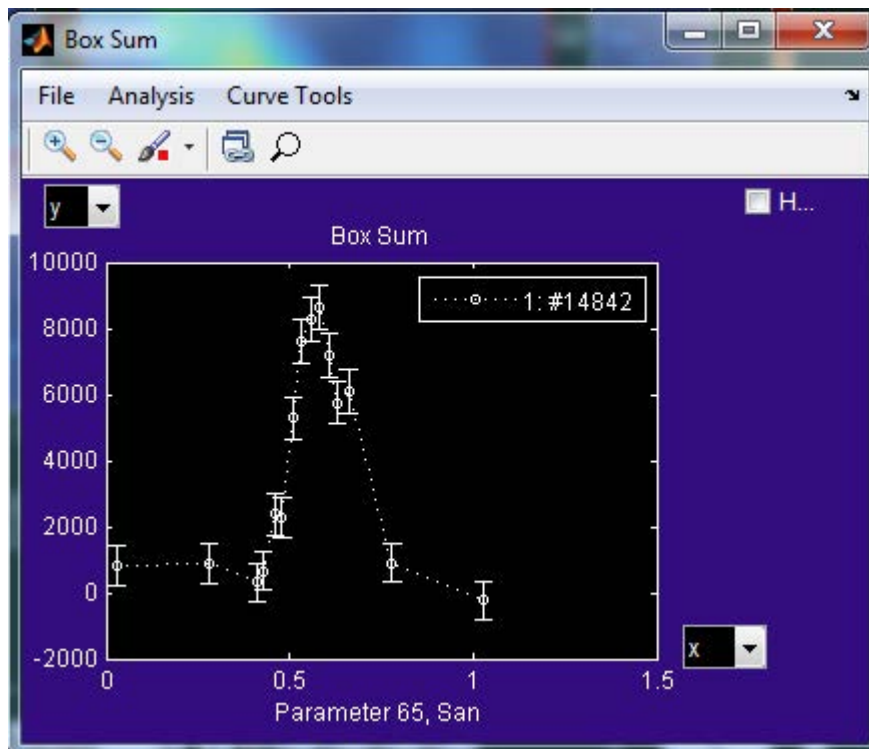 Box Sum
File Analysis Curve Tools
y
H...
Box Sum
10000
1: #14842
8000
6000
4000
2000
0
-2000
x
0 0.5 1 1.5
Parameter 65, San